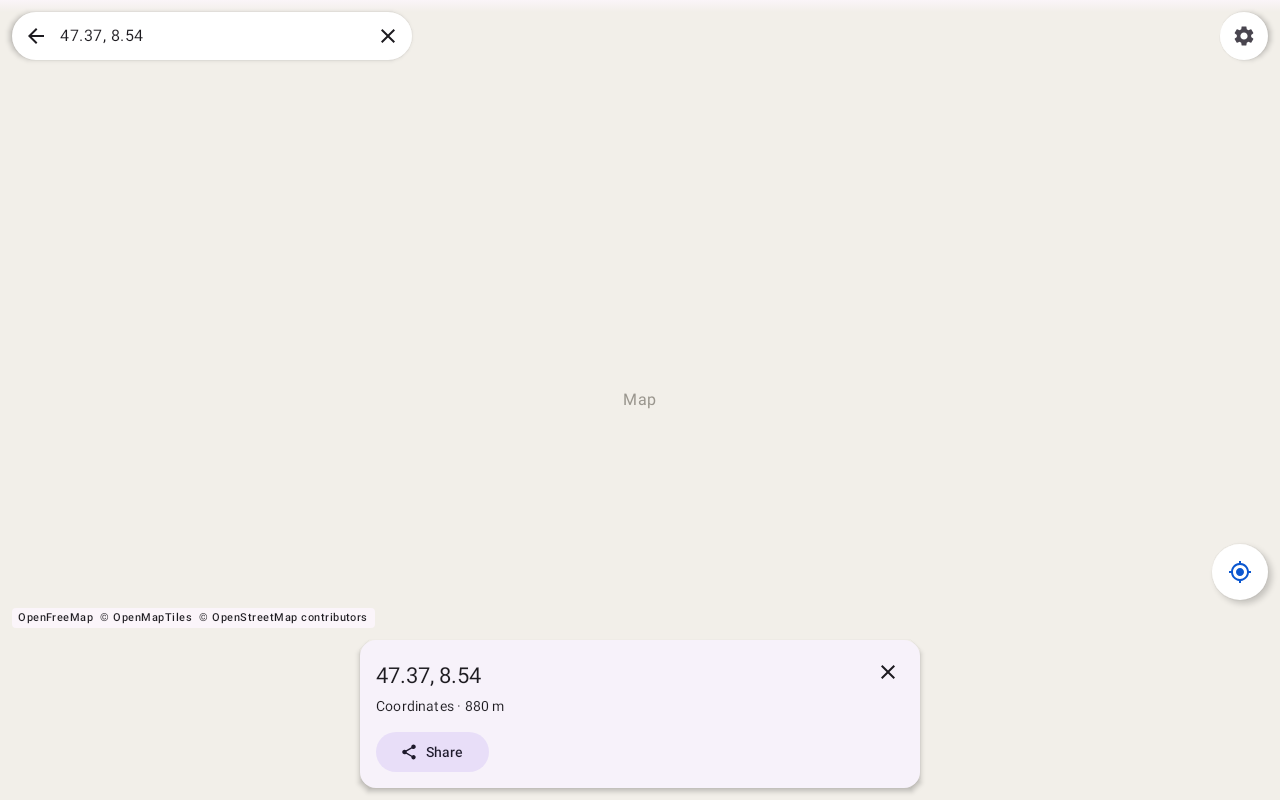 47.37, 8.54
Map
OpenFreeMap © OpenMapTiles © OpenStreetMap contributors
47.37, 8.54
Coordinates · 880 m
Share